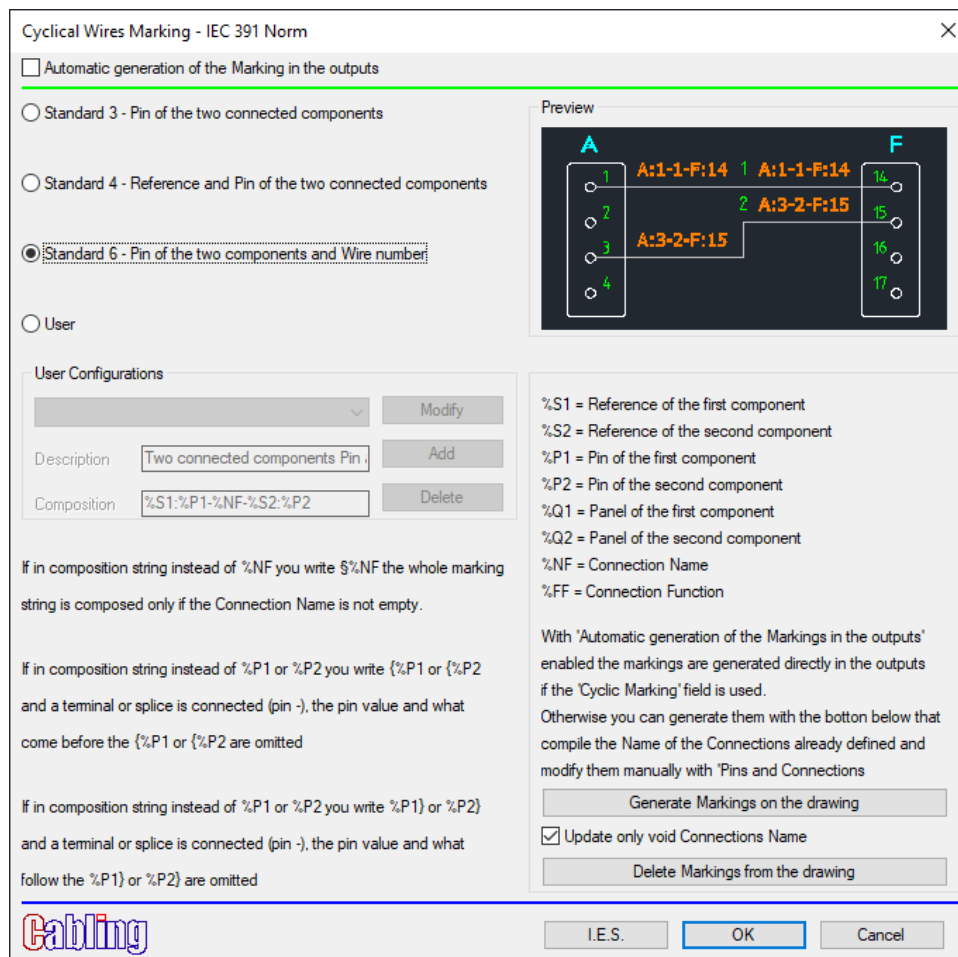 Cyclical Wires Marking - IEC 391 Norm
Automatic generation of the Marking in the outputs
Standard 3 - Pin of the two connected components
Standard 4 - Reference and Pin of the two connected components
Standard 6 - Pin of the two components and Wire number
User
Preview
A F
1 A:1-1-F:14 1 A:1-1-F:14 14
2 2 A:3-2-F:15 15
3 A:3-2-F:15 16
4 17
User Configurations
Modify
Description Two connected components Pin Add
Composition %S1:%P1-%NF-%S2:%P2 Delete
If in composition string instead of %NF you write §%NF the whole marking
string is composed only if the Connection Name is not empty.
If in composition string instead of %P1 or %P2 you write {%P1 or {%P2
and a terminal or splice is connected (pin -), the pin value and what
come before the {%P1 or {%P2 are omitted
If in composition string instead of %P1 or %P2 you write %P1} or %P2}
and a terminal or splice is connected (pin -), the pin value and what
follow the %P1} or %P2} are omitted
%S1 = Reference of the first component
%S2 = Reference of the second component
%P1 = Pin of the first component
%P2 = Pin of the second component
%Q1 = Panel of the first component
%Q2 = Panel of the second component
%NF = Connection Name
%FF = Connection Function
With 'Automatic generation of the Markings in the outputs'
enabled the markings are generated directly in the outputs
if the 'Cyclic Marking' field is used.
Otherwise you can generate them with the botton below that
compile the Name of the Connections already defined and
modify them manually with 'Pins and Connections
Generate Markings on the drawing
Update only void Connections Name
Delete Markings from the drawing
Cabling
I.E.S. OK Cancel